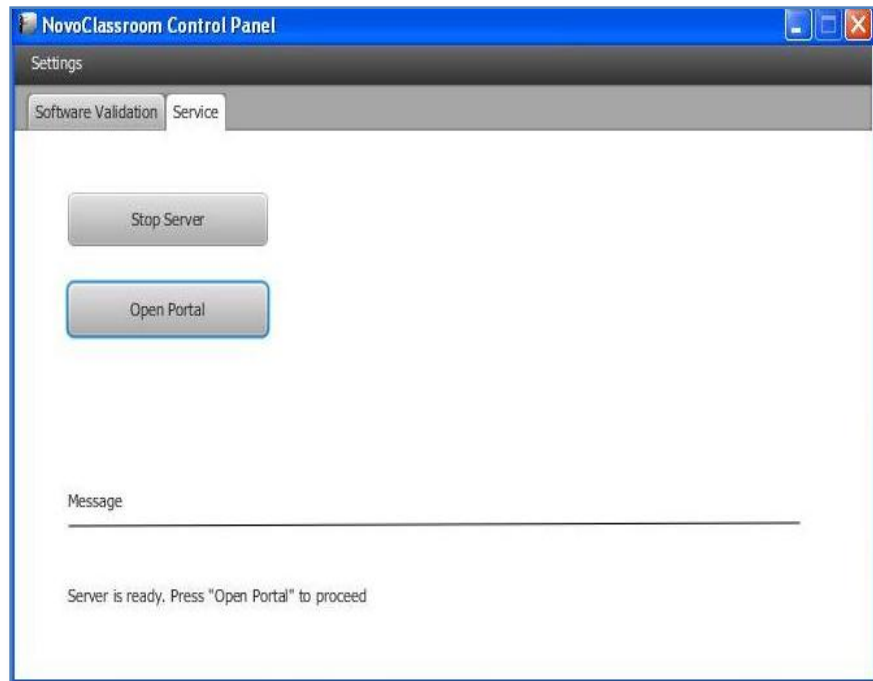 NovoClassroom Control Panel
Settings
Software Validation Service
Stop Server
Open Portal
Message
Server is ready. Press "Open Portal" to proceed